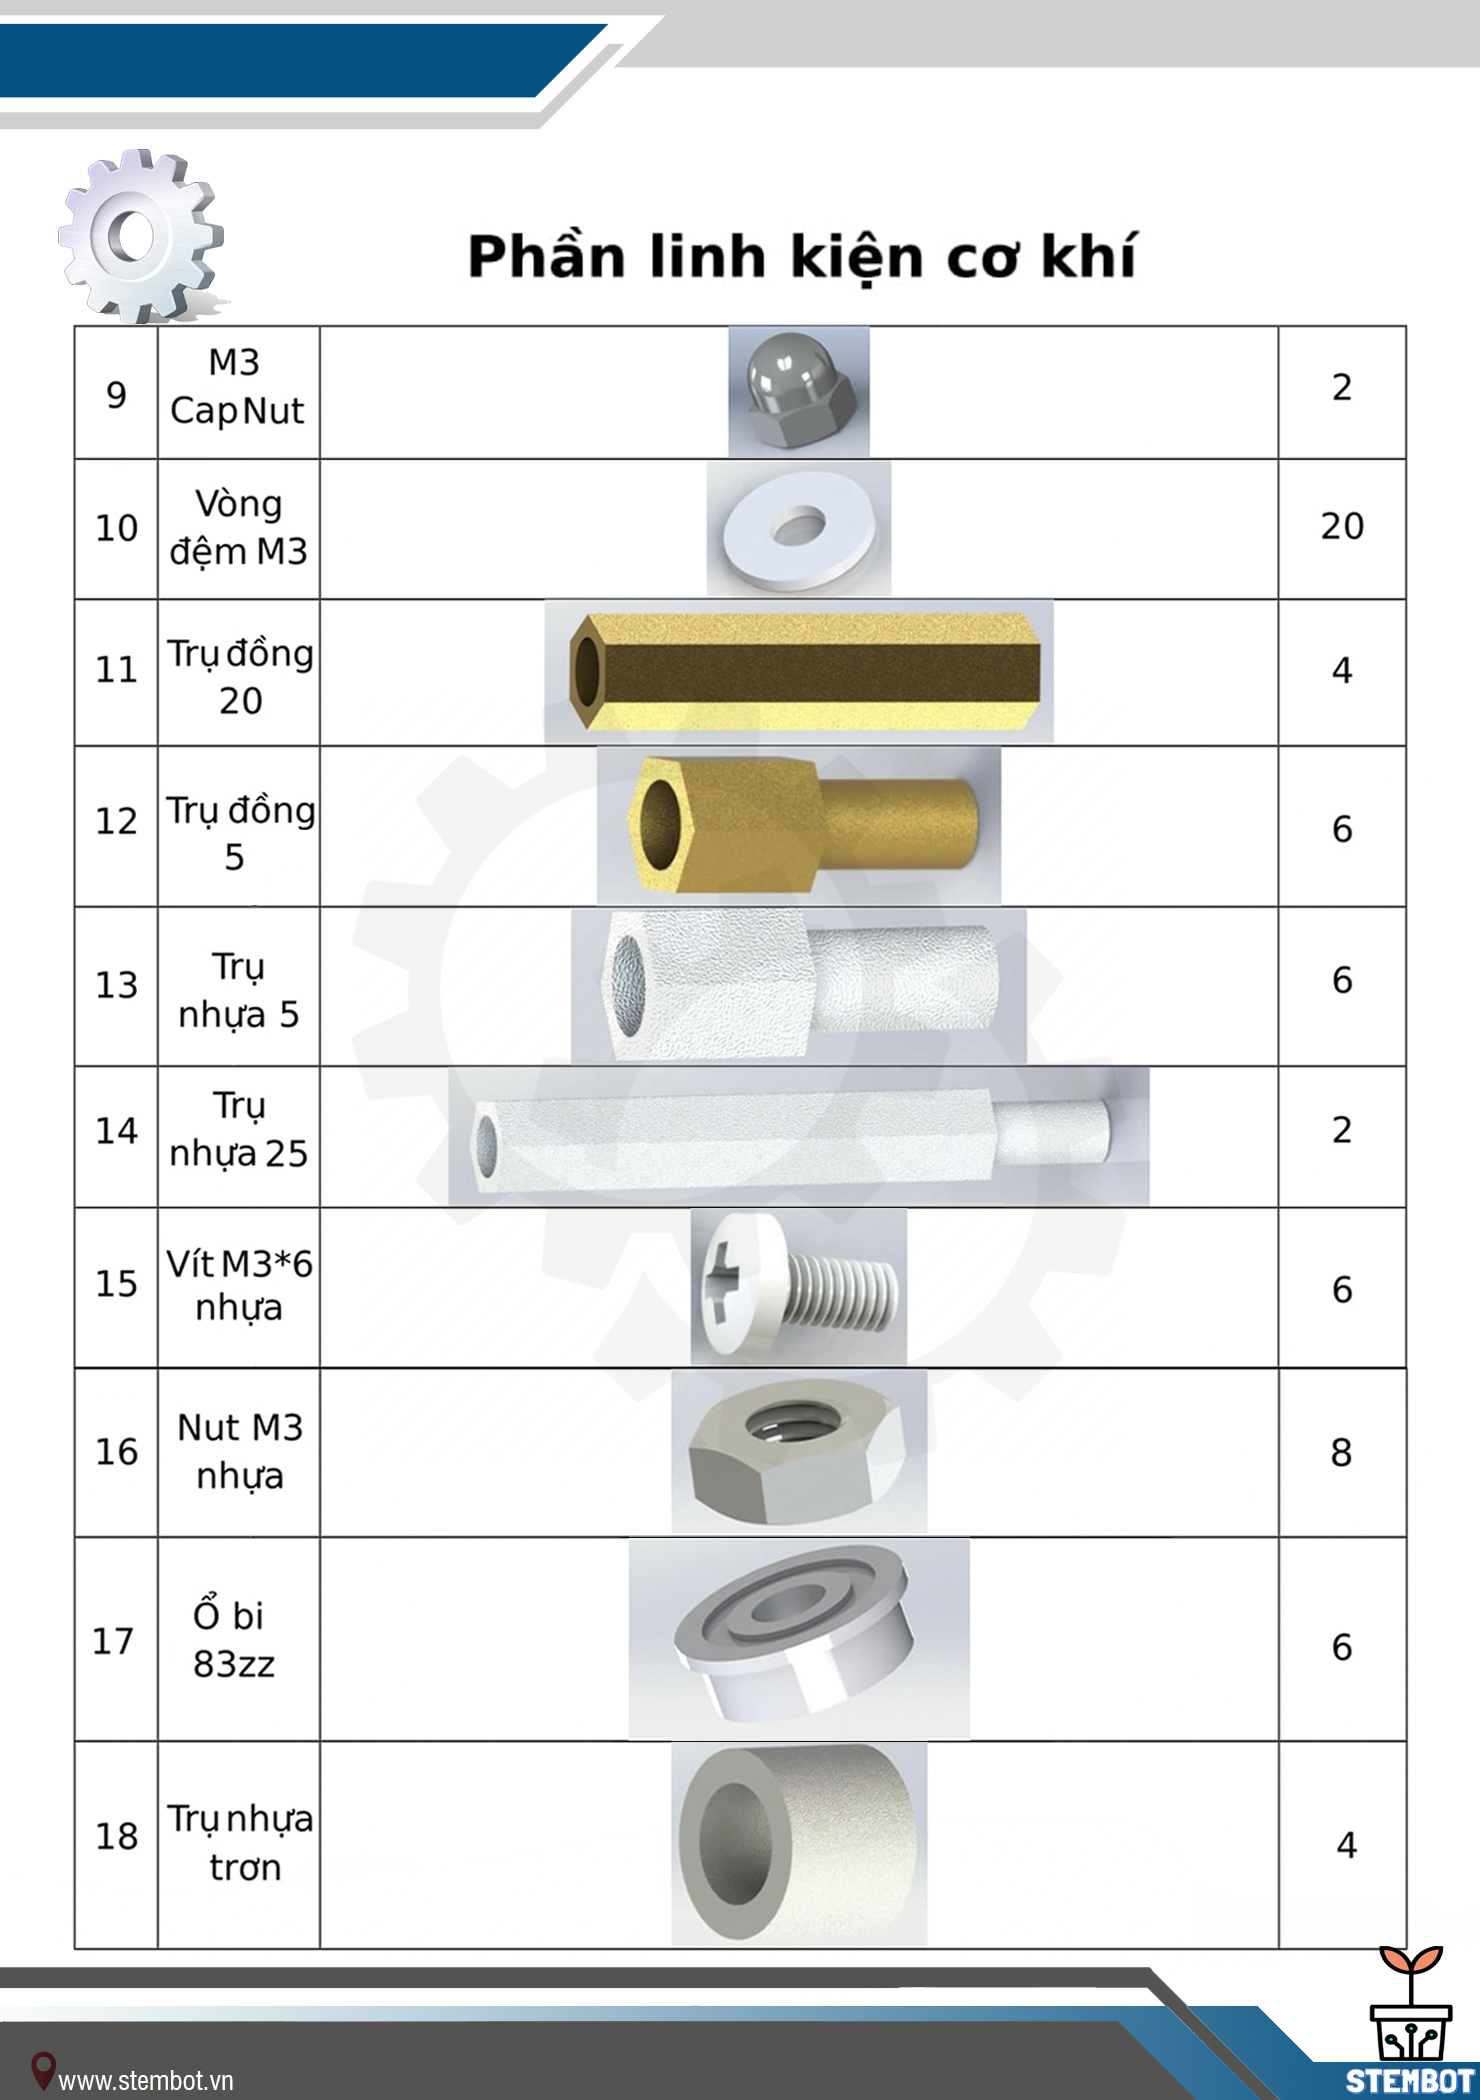 Phần linh kiện cơ khí
9
M3
Cap Nut
2
10
Vòng
đệm M3
20
11
Trụ đồng
20
4
12
Trụ đồng
5
6
13
Trụ
nhựa 5
6
14
Trụ
nhựa 25
2
15
Vít M3*6
nhựa
6
16
Nut M3
nhựa
8
17
Ổ bi
83zz
6
18
Trụ nhựa
trơn
4
www.stembot.vn
STEMBOT